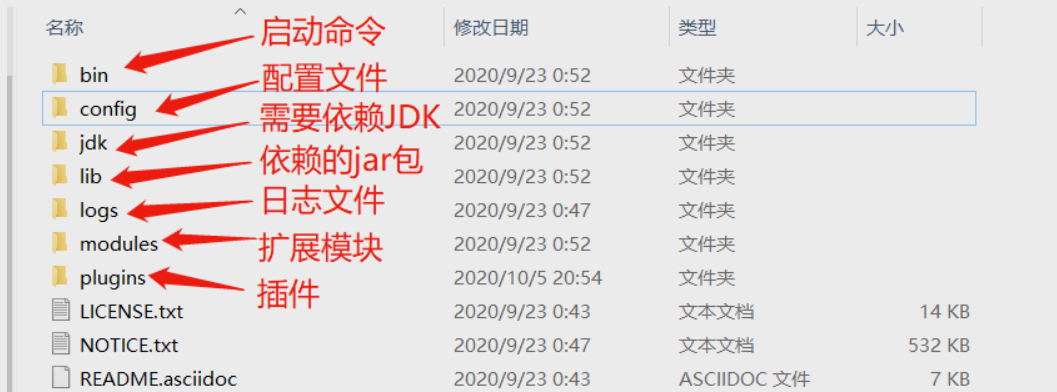 名称 修改日期 类型 大小
启动命令
bin 2020/9/23 0:52 文件夹
配置文件
config 2020/9/23 0:52 文件夹
需要依赖JDK
jdk 2020/9/23 0:52 文件夹
依赖的jar包
lib 2020/9/23 0:52 文件夹
日志文件
logs 2020/9/23 0:47 文件夹
扩展模块
modules 2020/9/23 0:52 文件夹
插件
plugins 2020/10/5 20:54 文件夹
LICENSE.txt 2020/9/23 0:43 文本文档 14 KB
NOTICE.txt 2020/9/23 0:47 文本文档 532 KB
README.asciidoc 2020/9/23 0:43 ASCIIDOC 文件 7 KB